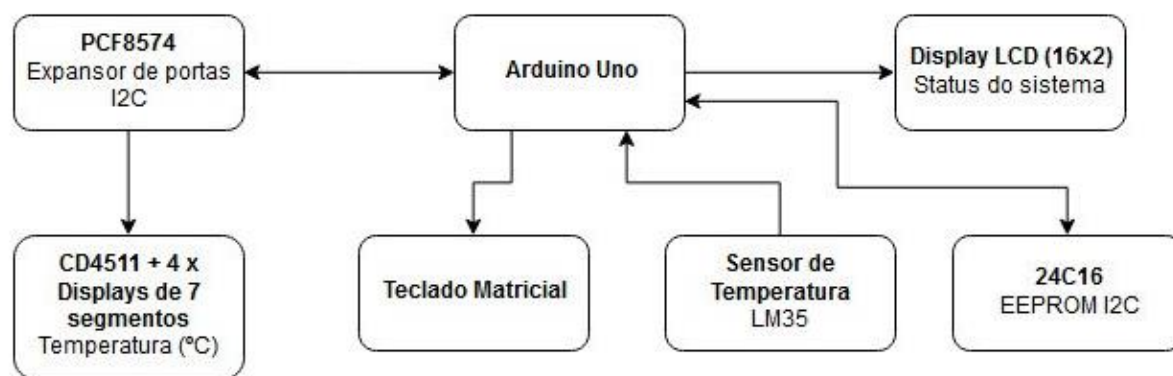 PCF8574
Expansor de portas
I2C
Arduino Uno
Display LCD (16x2)
Status do sistema
CD4511 + 4 x
Displays de 7
segmentos
Temperatura (ºC)
Teclado Matricial
Sensor de
Temperatura
LM35
24C16
EEPROM I2C